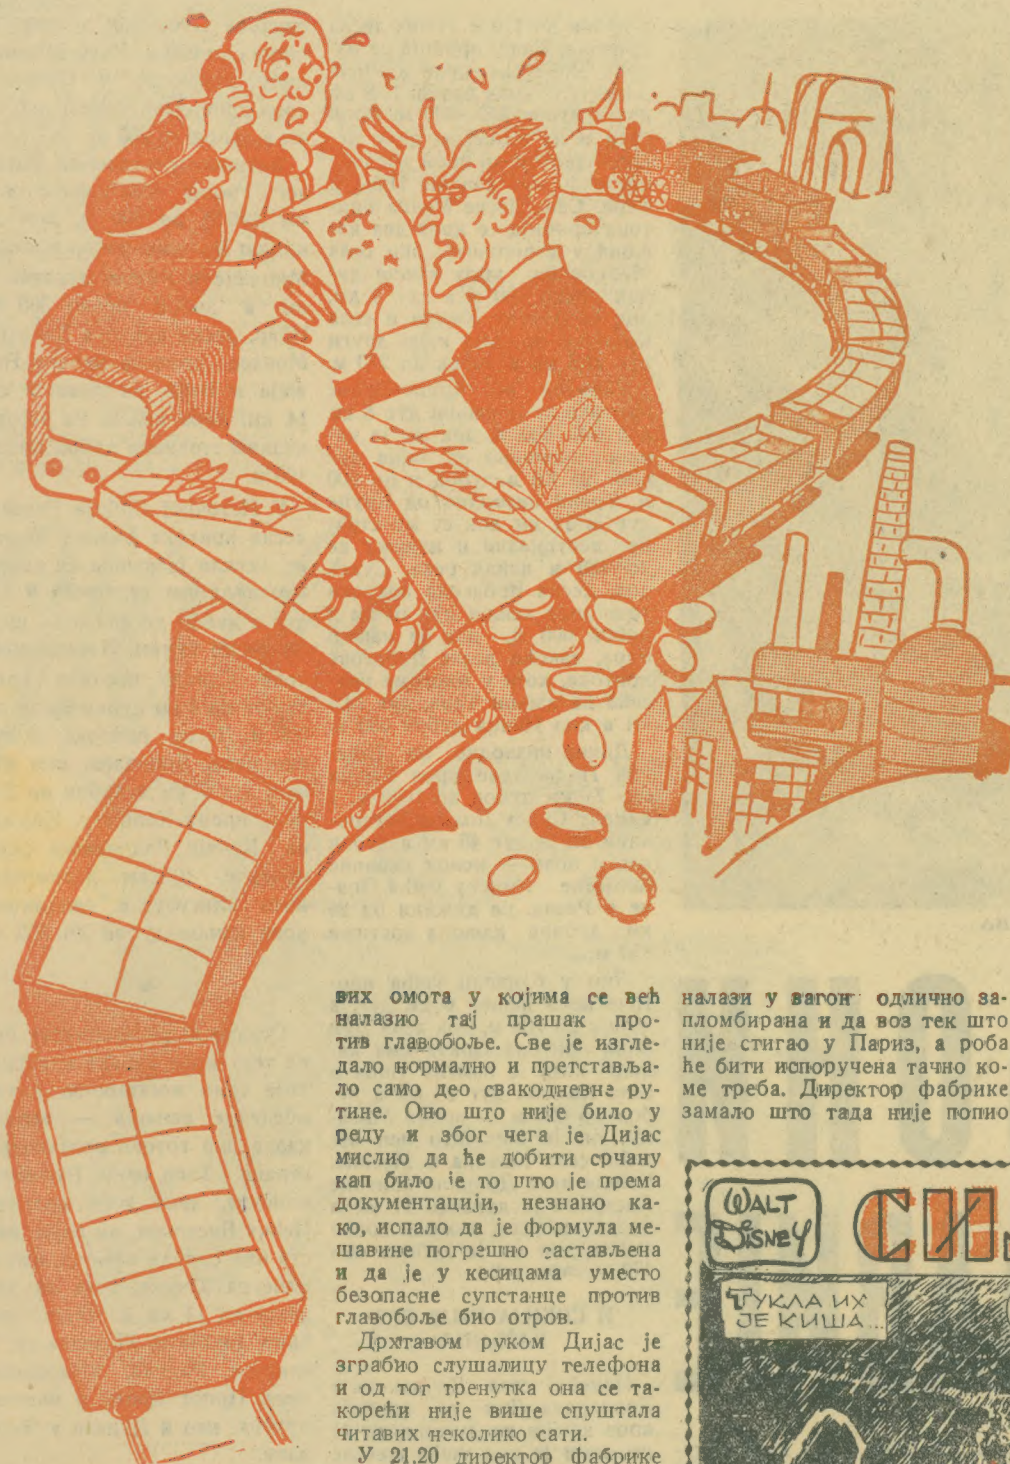 вих омота у којима се већ
налазио тај прашак про-
тив главобоље. Све је изгле-
дало нормално и претставља-
ло само део свакодневне ру-
тине. Оно што није било у
реду и због чега је Дијас
мислио да ће добити срчану
кап било је то што је према
документацији, незнано ка-
ко, испало да је формула ме-
шавине погрешно састављена
и да је у кесицама уместо
безопасне супстанце против
главобоље био отров.
Дрхтавом руком Дијас је
зграбио слушалицу телефона
и од тог тренутка она се та-
корећи није више спуштала
читавих неколико сати.
У 21,20 директор фабрике
налази у вагон одлично за-
пломбирана и да воз тек што
није стигао у Париз, а роба
ће бити испоручена тачно ко-
ме треба. Директор фабрике
замало што тада није попио
WALT
DISNEY
СИ
ТУКЛА ИХ
ЈЕ КИША...